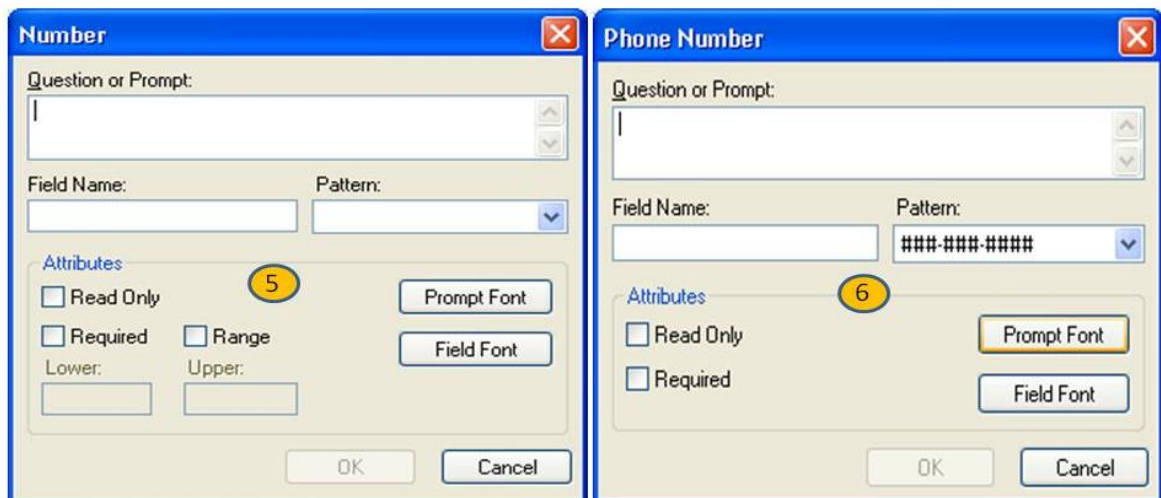 Number
Question or Prompt:
Field Name: Pattern:
Attributes
5
Read Only
Prompt Font
Required Range
Field Font
Lower: Upper:
OK Cancel
Phone Number
Question or Prompt:
Field Name: Pattern:
###-###-####
Attributes
6
Read Only
Prompt Font
Required
Field Font
OK Cancel